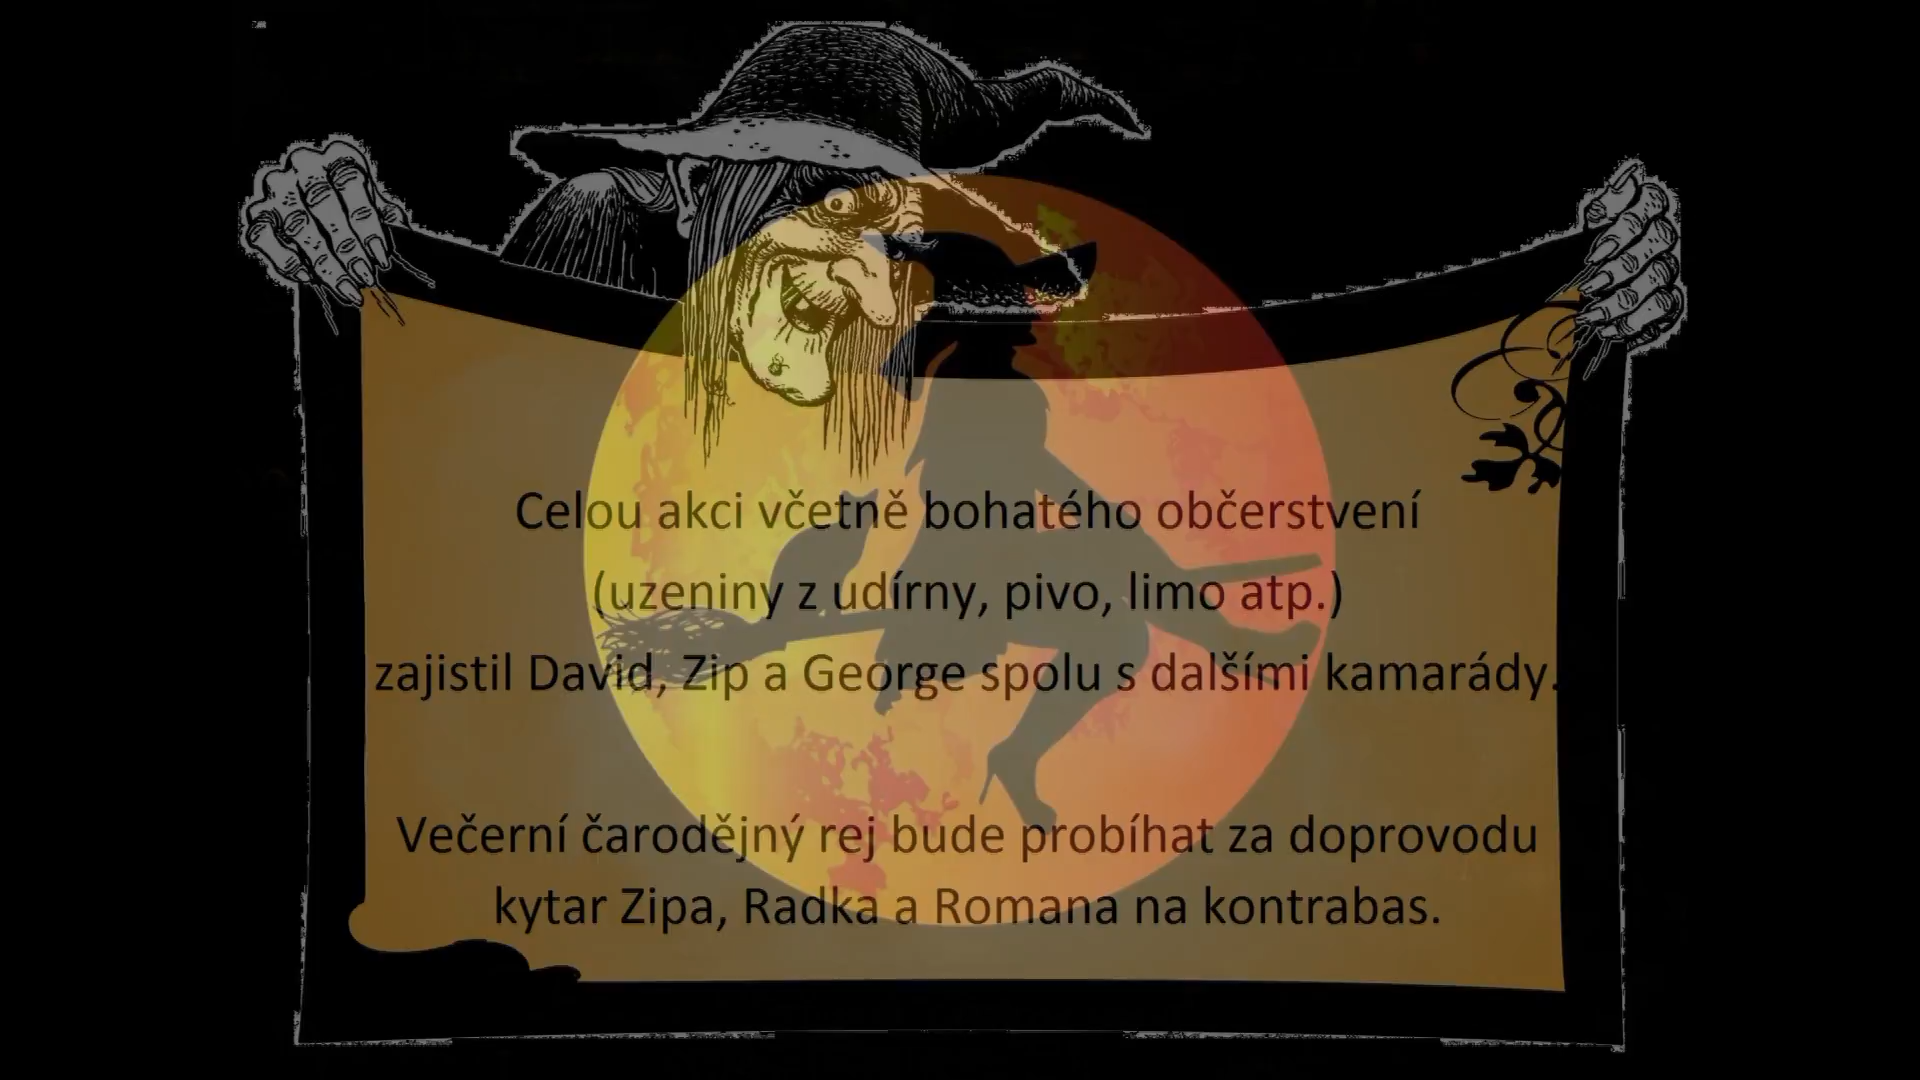 Celou akci včetně bohatého občerstvení
(uzeniny z udírny, pivo, limo atp.)
zajistil David, Zip a George spolu s dalšími kamarády.
Večerní čarodějný rej bude probíhat za doprovodu
kytar Zipa, Radka a Romana na kontrabas.